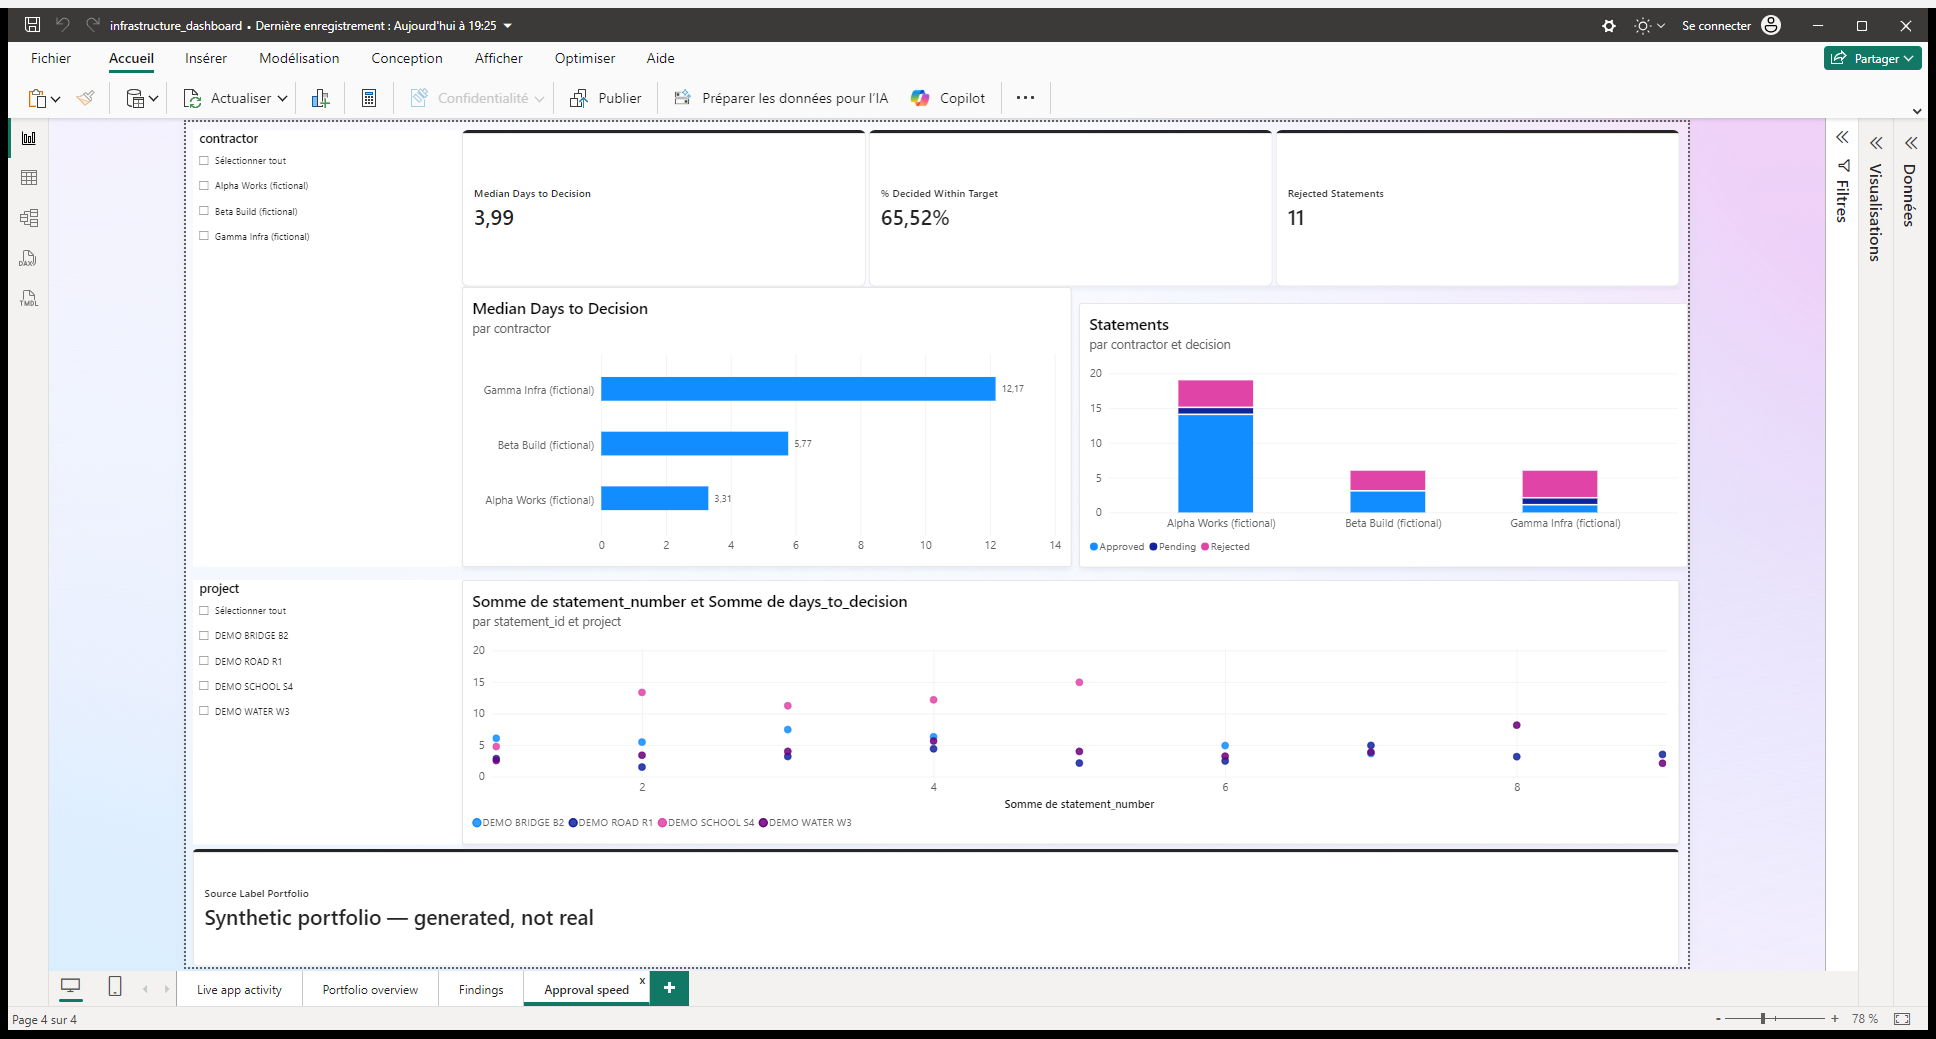 infrastructure_dashboard • Dernière enregistrement : Aujourd'hui à 19:25
Se connecter
Fichier Accueil Insérer Modélisation Conception Afficher Optimiser Aide
Partager
Actualiser
Confidentialité
Publier
Préparer les données pour l'IA
Copilot
DAX
TMDL
contractor
Sélectionner tout
Alpha Works (fictional)
Beta Build (fictional)
Gamma Infra (fictional)
Median Days to Decision
3,99
% Decided Within Target
65,52%
Rejected Statements
11
Filtres
Visualisations
Données
Median Days to Decision
par contractor
Gamma Infra (fictional)
12,17
Beta Build (fictional)
5,77
Alpha Works (fictional)
3,31
0 2 4 6 8 10 12 14
Statements
par contractor et decision
20
15
10
5
0
Alpha Works (fictional) Beta Build (fictional) Gamma Infra (fictional)
Approved Pending Rejected
project
Sélectionner tout
DEMO BRIDGE B2
DEMO ROAD R1
DEMO SCHOOL S4
DEMO WATER W3
Somme de statement_number et Somme de days_to_decision
par statement_id et project
20
15
10
5
0
2 4 6 8
Somme de statement_number
DEMO BRIDGE B2 DEMO ROAD R1 DEMO SCHOOL S4 DEMO WATER W3
Source Label Portfolio
Synthetic portfolio — generated, not real
Live app activity Portfolio overview Findings Approval speed x +
Page 4 sur 4
- + 78 %